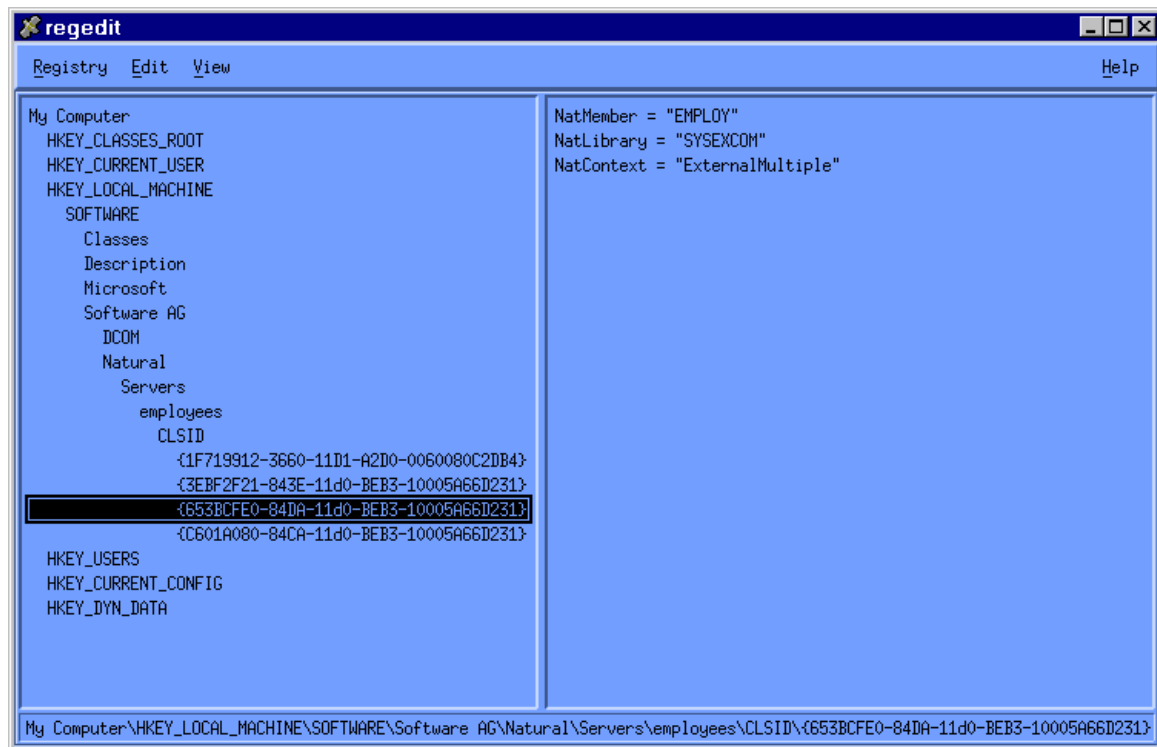 regedit
Registry Edit View Help
My Computer
HKEY_CLASSES_ROOT
HKEY_CURRENT_USER
HKEY_LOCAL_MACHINE
SOFTWARE
Classes
Description
Microsoft
Software AG
DCOM
Natural
Servers
employees
CLSID
{1F719912-3660-11D1-A2D0-0060080C2DB4}
{3EBF2F21-843E-11d0-BEB3-10005A66D231}
{653BCFE0-84DA-11d0-BEB3-10005A66D231}
{C601A080-84CA-11d0-BEB3-10005A66D231}
HKEY_USERS
HKEY_CURRENT_CONFIG
HKEY_DYN_DATA
NatMember = "EMPLOY"
NatLibrary = "SYSEXCOM"
NatContext = "ExternalMultiple"
My Computer\HKEY_LOCAL_MACHINE\SOFTWARE\Software AG\Natural\Servers\employees\CLSID\{653BCFE0-84DA-11d0-BEB3-10005A66D231}